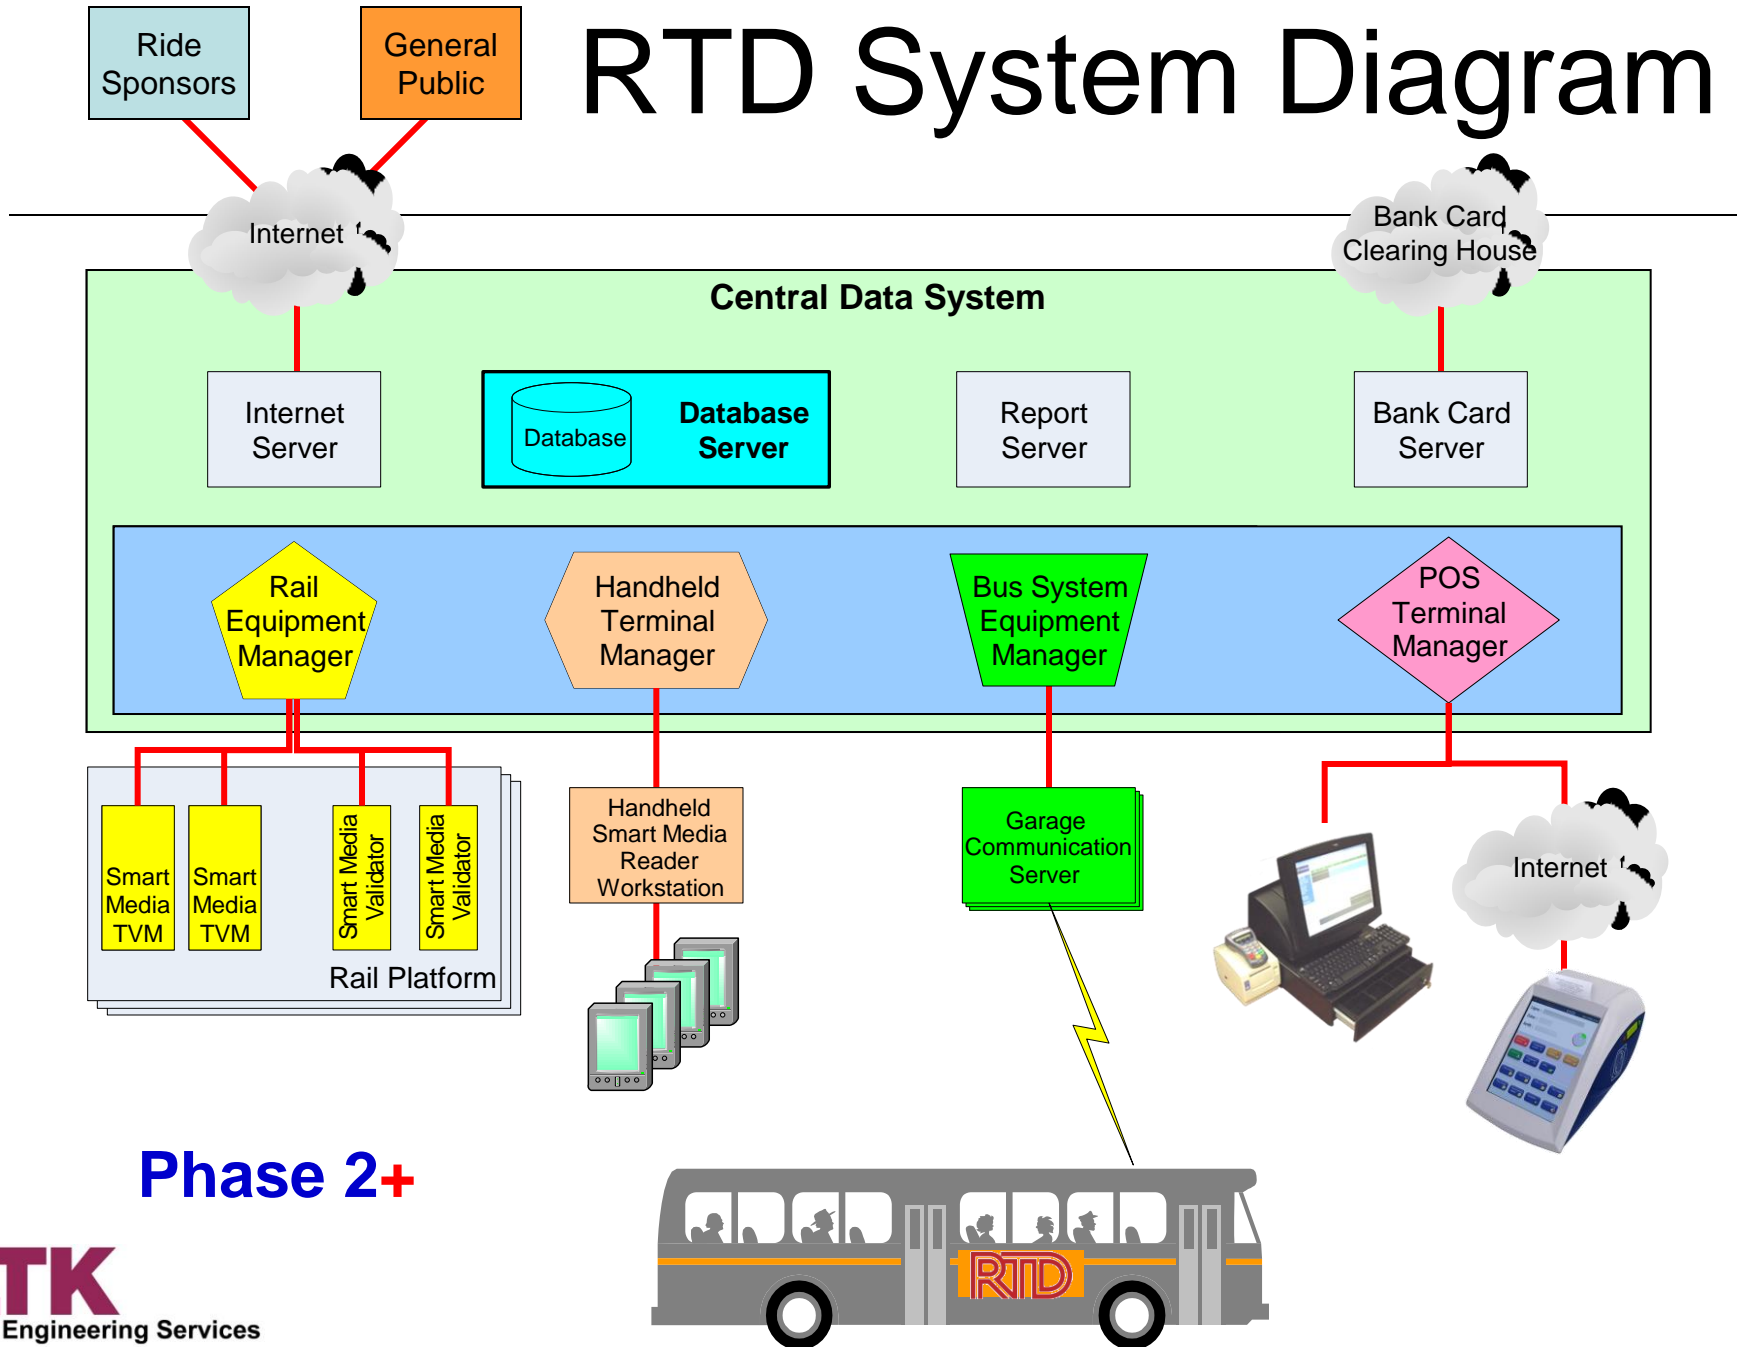 Ride
Sponsors
General
Public
RTD System Diagram
Internet
Bank Card
Clearing House
Central Data System
Internet
Server
Database
Database
Server
Report
Server
Bank Card
Server
Rail
Equipment
Manager
Handheld
Terminal
Manager
Bus System
Equipment
Manager
POS
Terminal
Manager
Smart
Media
TVM
Smart
Media
TVM
Smart Media
Validator
Smart Media
Validator
Rail Platform
Handheld
Smart Media
Reader
Workstation
Garage
Communication
Server
Internet
Phase 2+
RTD
TK
Engineering Services